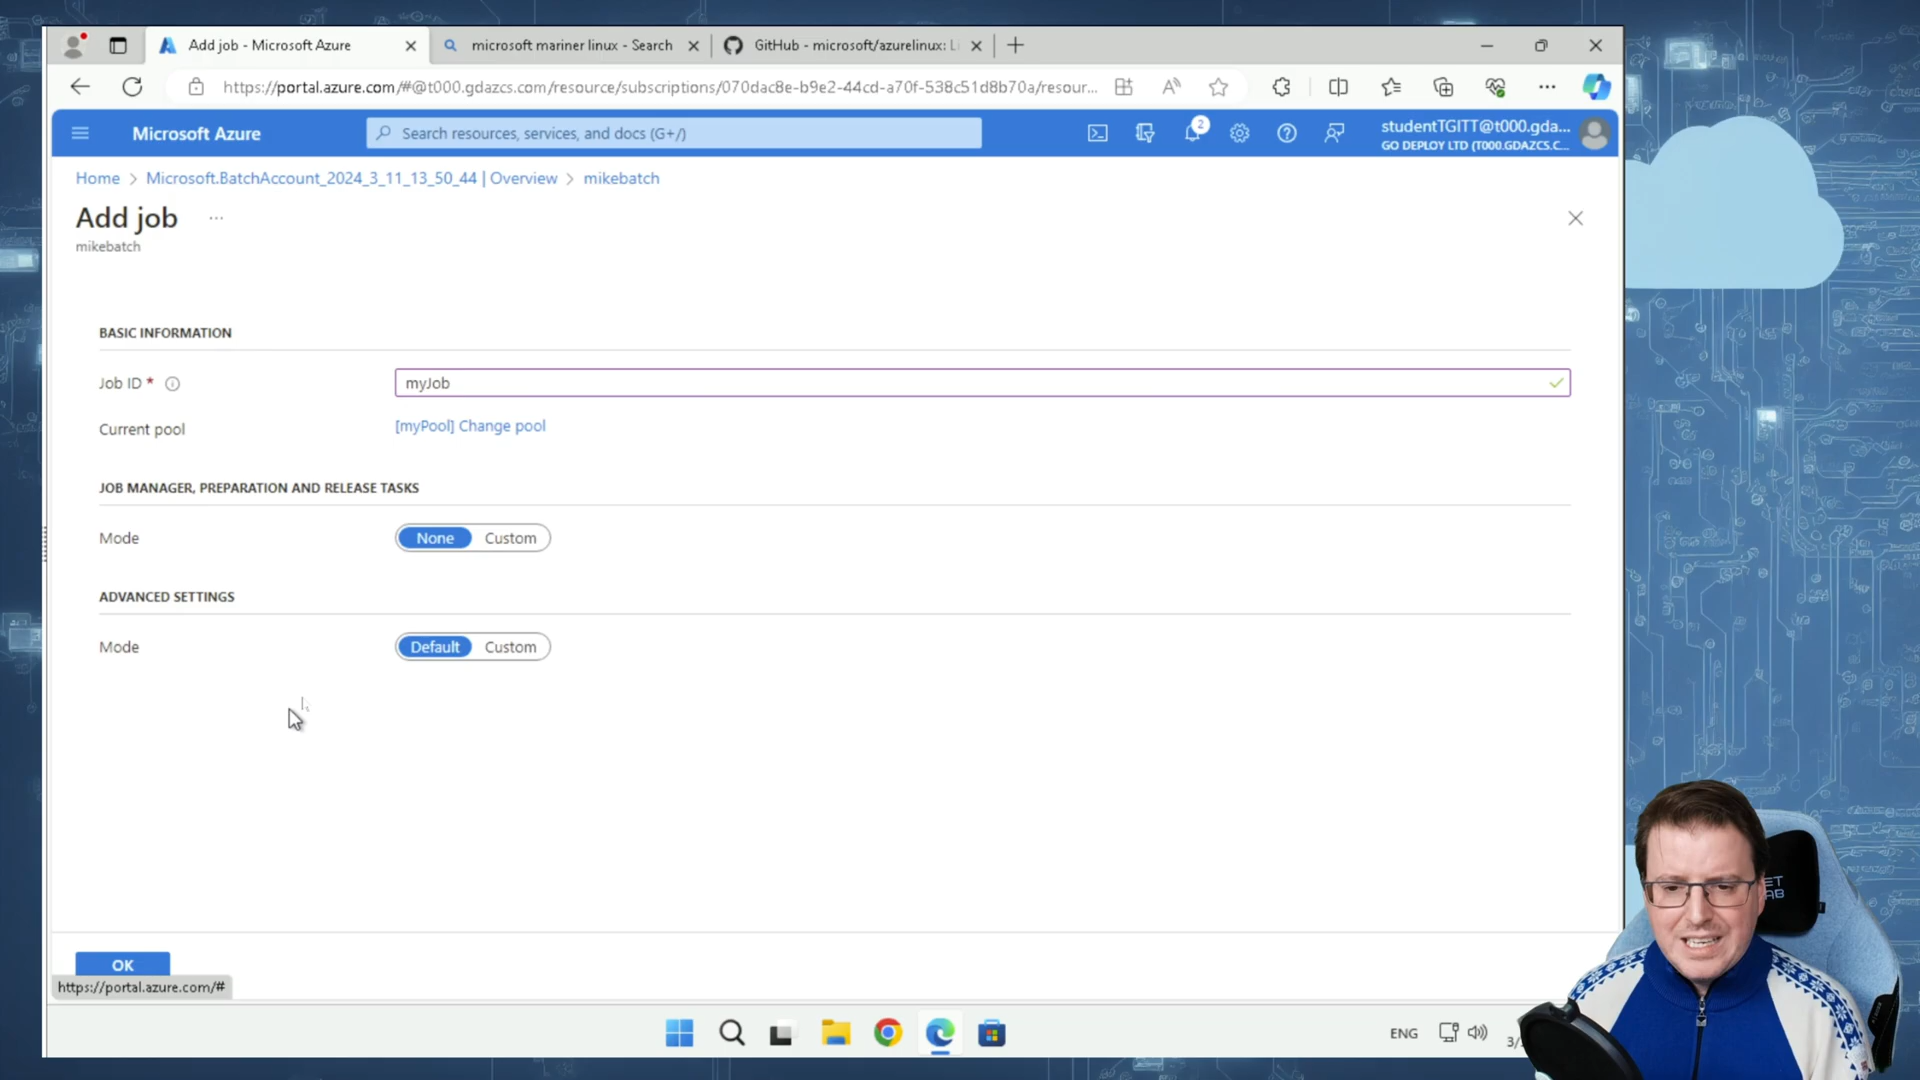 Add job - Microsoft Azure
microsoft mariner linux - Search
GitHub - microsoft/azurelinux: Li
https://portal.azure.com/#@t000.gdazcs.com/resource/subscriptions/070dac8e-b9e2-44cd-a70f-538c51d8b70a/resour...
Microsoft Azure
Search resources, services, and docs (G+/)
2
studentTGITT@t000.gda...
GO DEPLOY LTD (T000.GDAZCS.C...
Home > Microsoft.BatchAccount_2024_3_11_13_50_44 | Overview > mikebatch
Add job ...
mikebatch
BASIC INFORMATION
Job ID *
myJob
Current pool
[myPool] Change pool
JOB MANAGER, PREPARATION AND RELEASE TASKS
Mode
None Custom
ADVANCED SETTINGS
Mode
Default Custom
OK
https://portal.azure.com/#
ENG